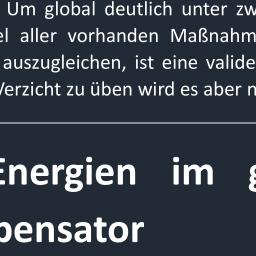 Um global deutlich unter zw
el aller vorhanden Maßnahm
auszugleichen, ist eine valide
Verzicht zu üben wird es aber n
Energien im g
pensator